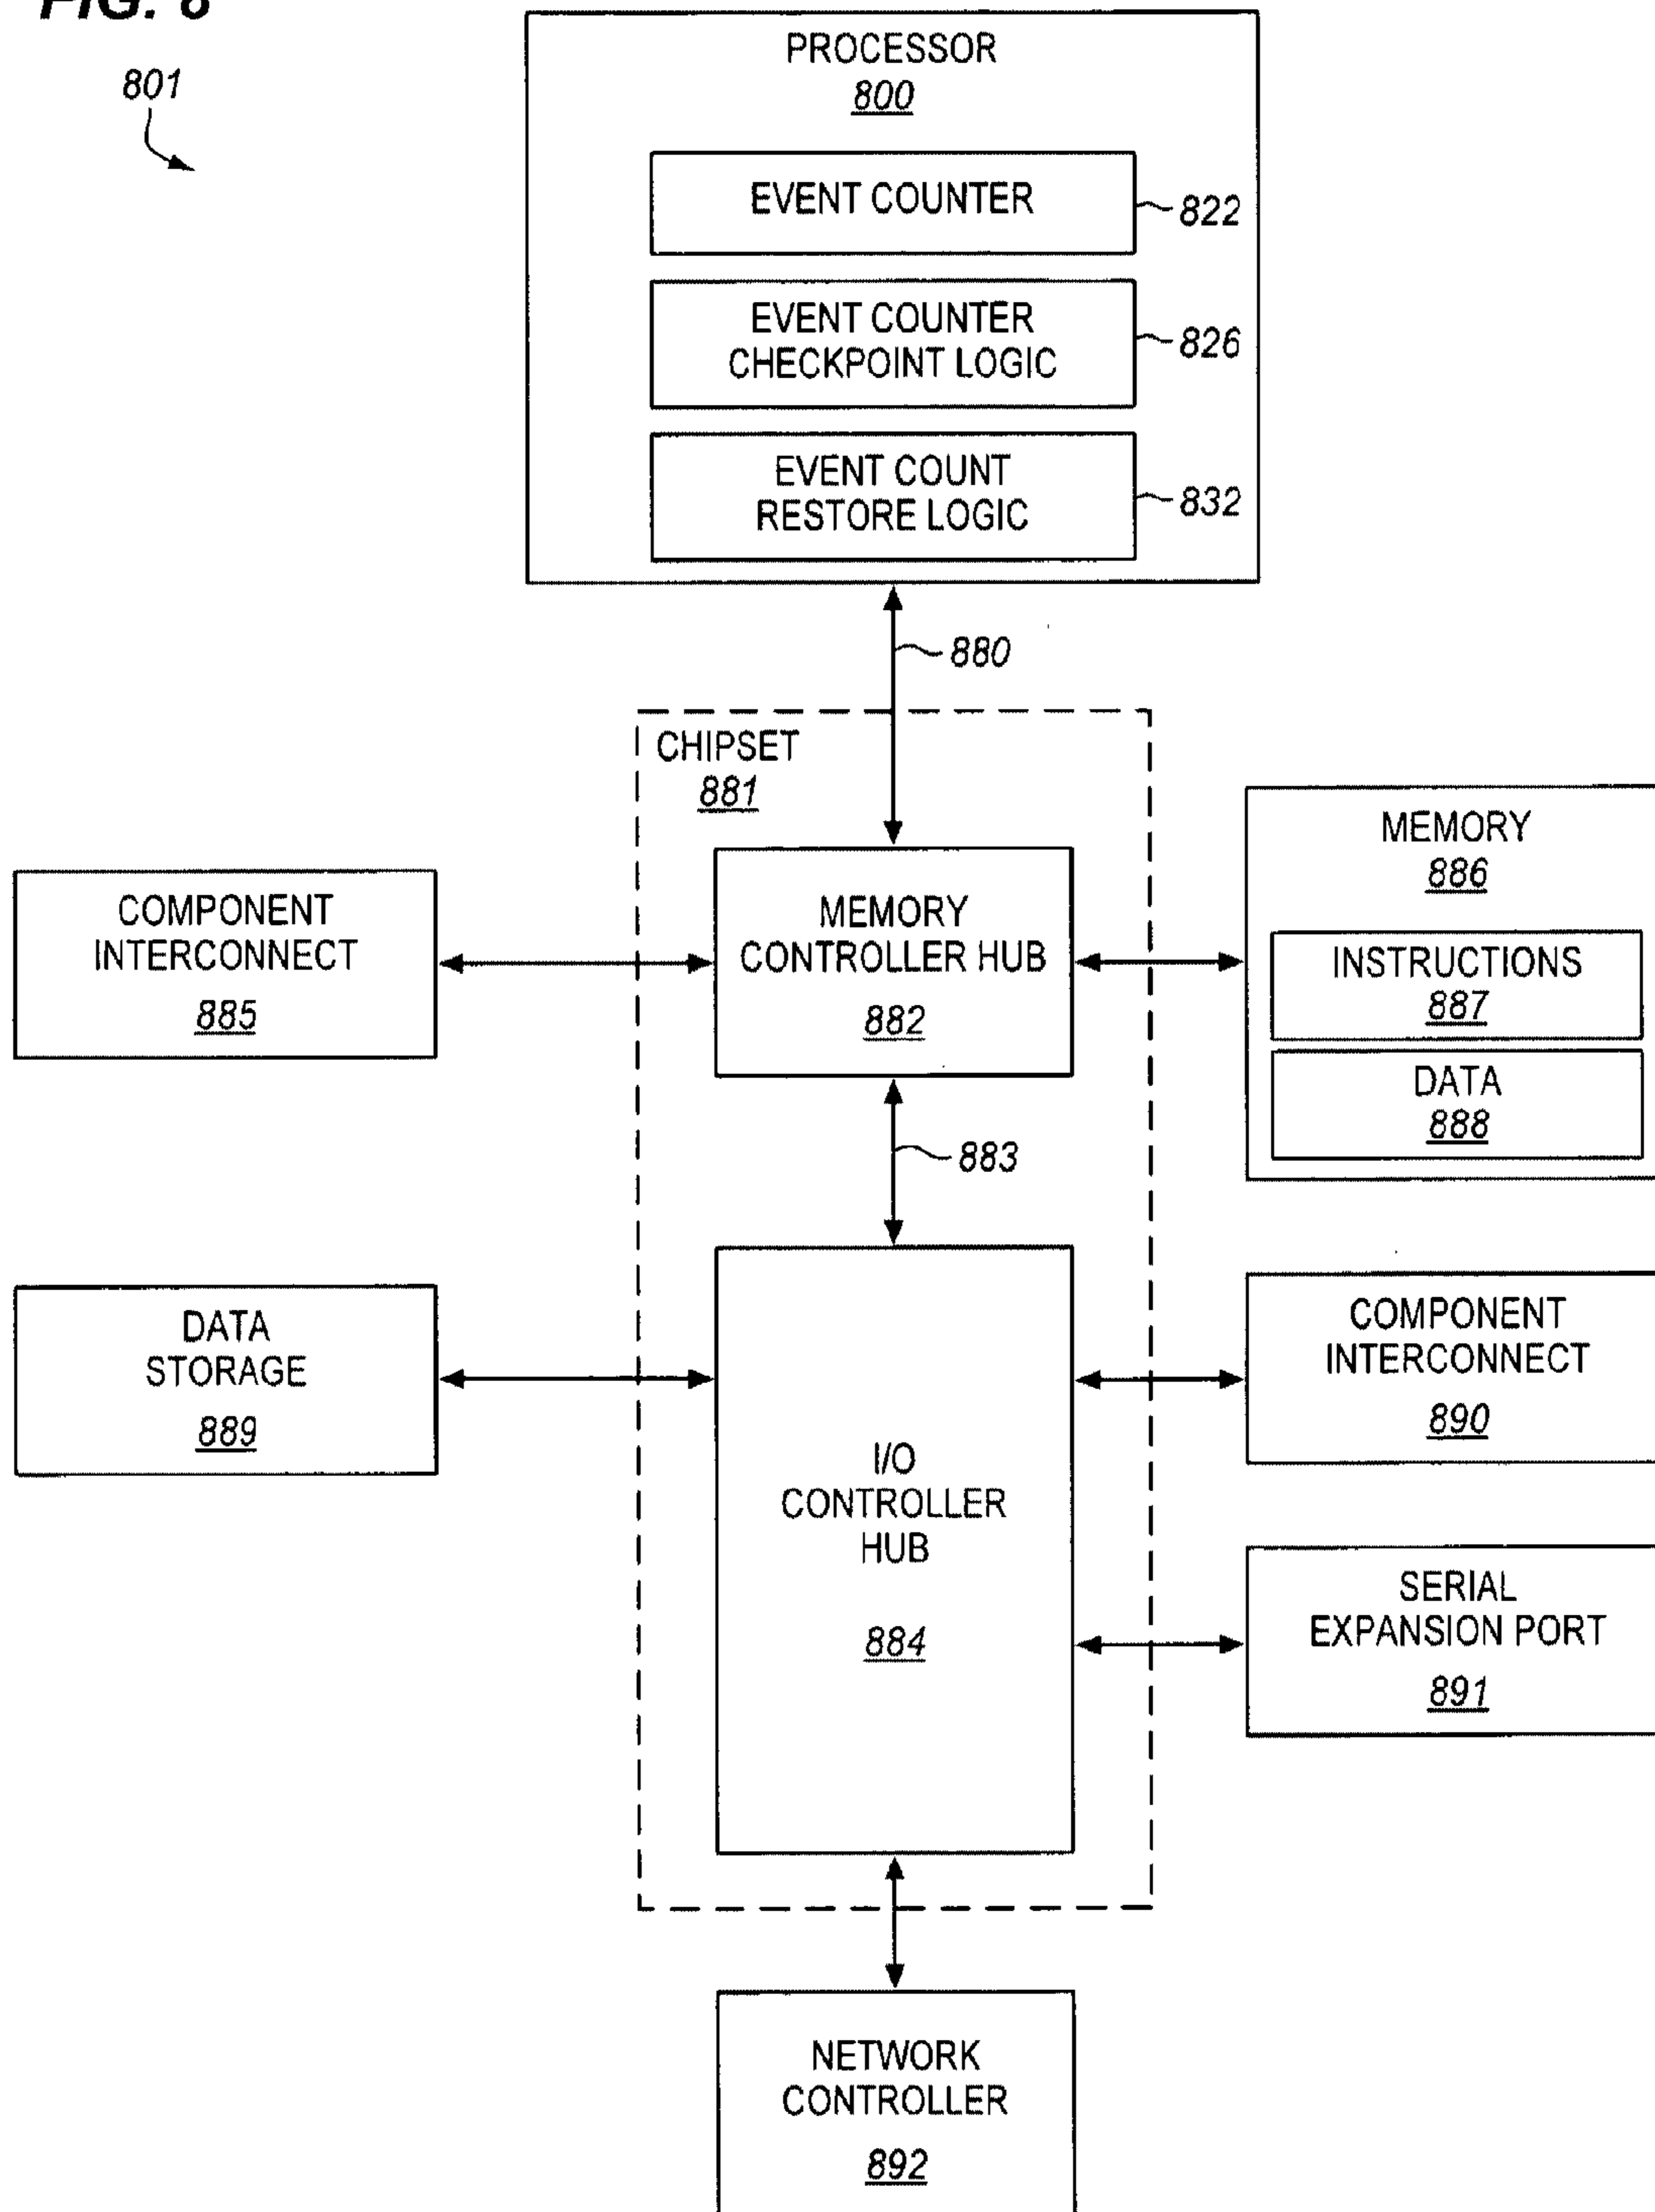 FIG. 8
801
PROCESSOR
800
EVENT COUNTER
822
EVENT COUNTER
CHECKPOINT LOGIC
826
EVENT COUNT
RESTORE LOGIC
832
880
CHIPSET
881
COMPONENT
INTERCONNECT
885
MEMORY
CONTROLLER HUB
882
MEMORY
886
INSTRUCTIONS
887
DATA
888
883
DATA
STORAGE
889
I/O
CONTROLLER
HUB
884
COMPONENT
INTERCONNECT
890
SERIAL
EXPANSION PORT
891
NETWORK
CONTROLLER
892